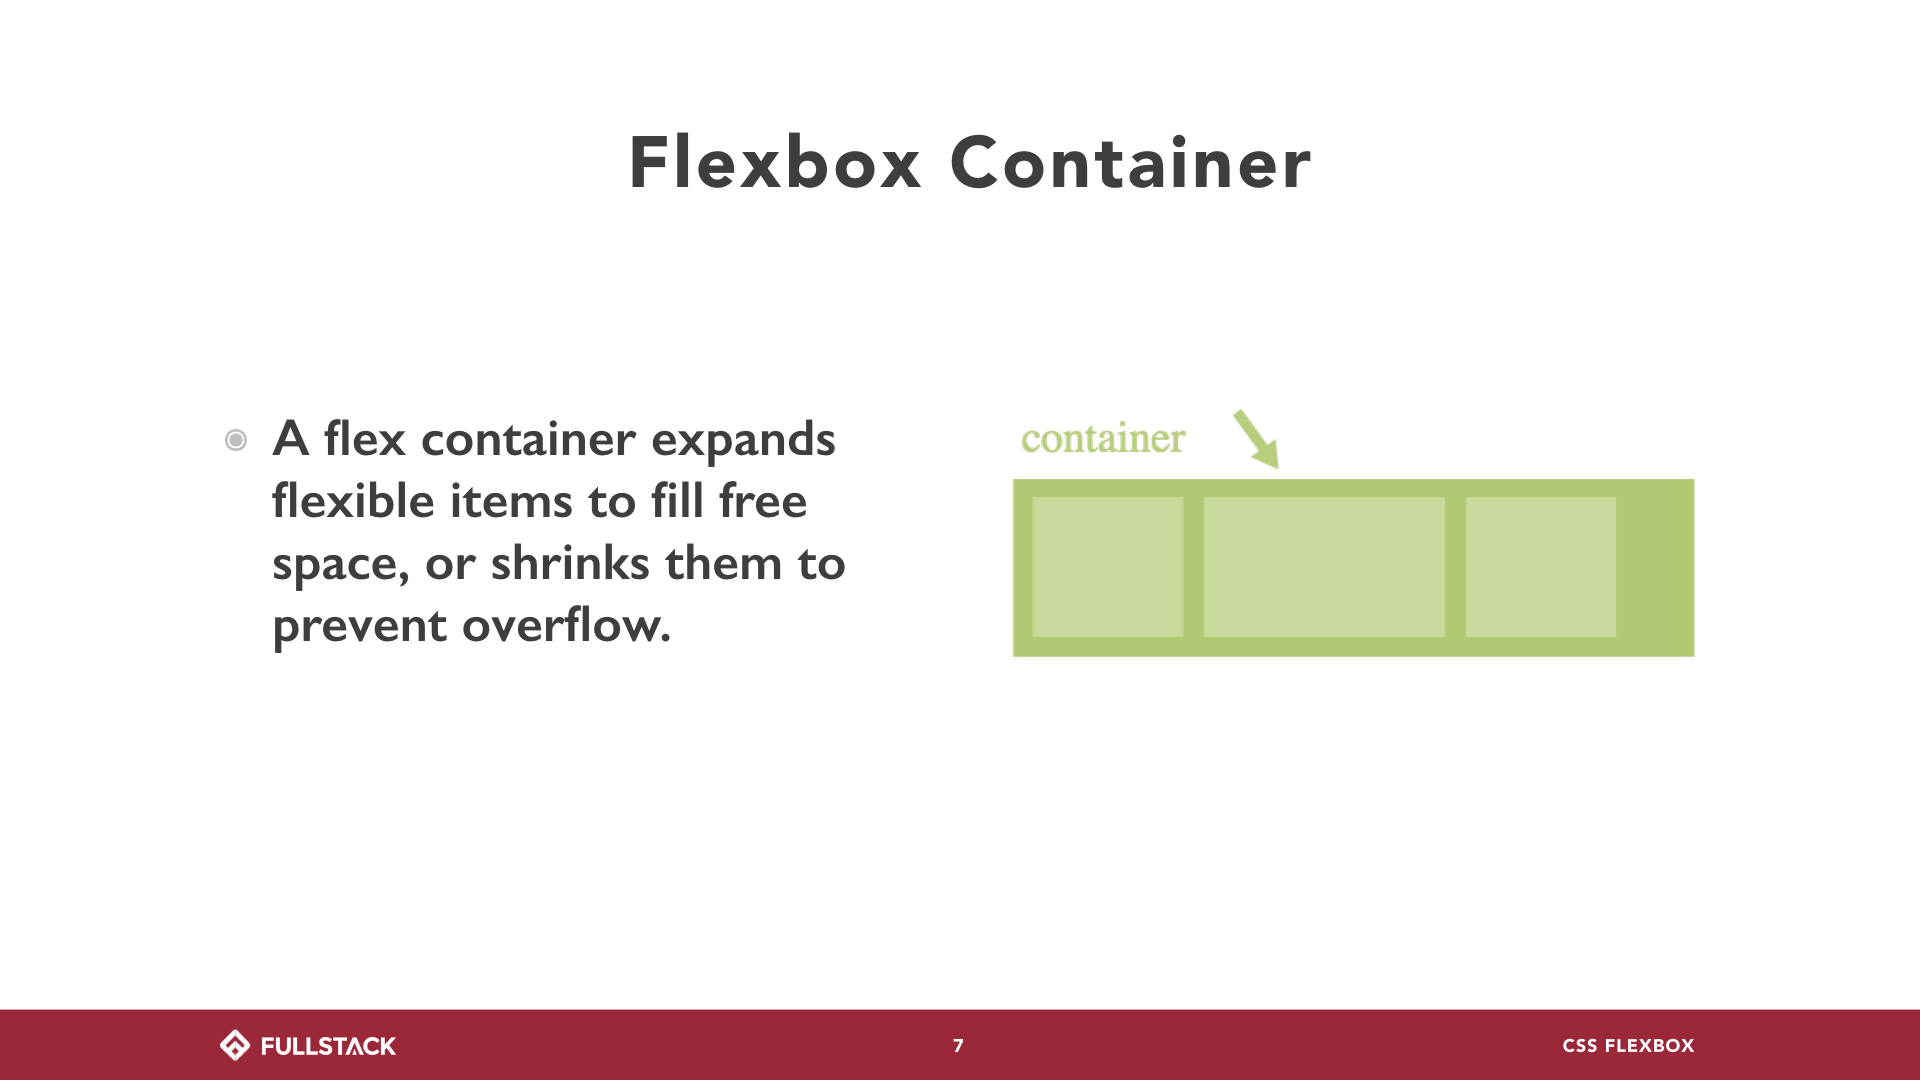 Flexbox Container
A flex container expands
flexible items to fill free
space, or shrinks them to
prevent overflow.
container
FULLSTACK
7
CSS FLEXBOX